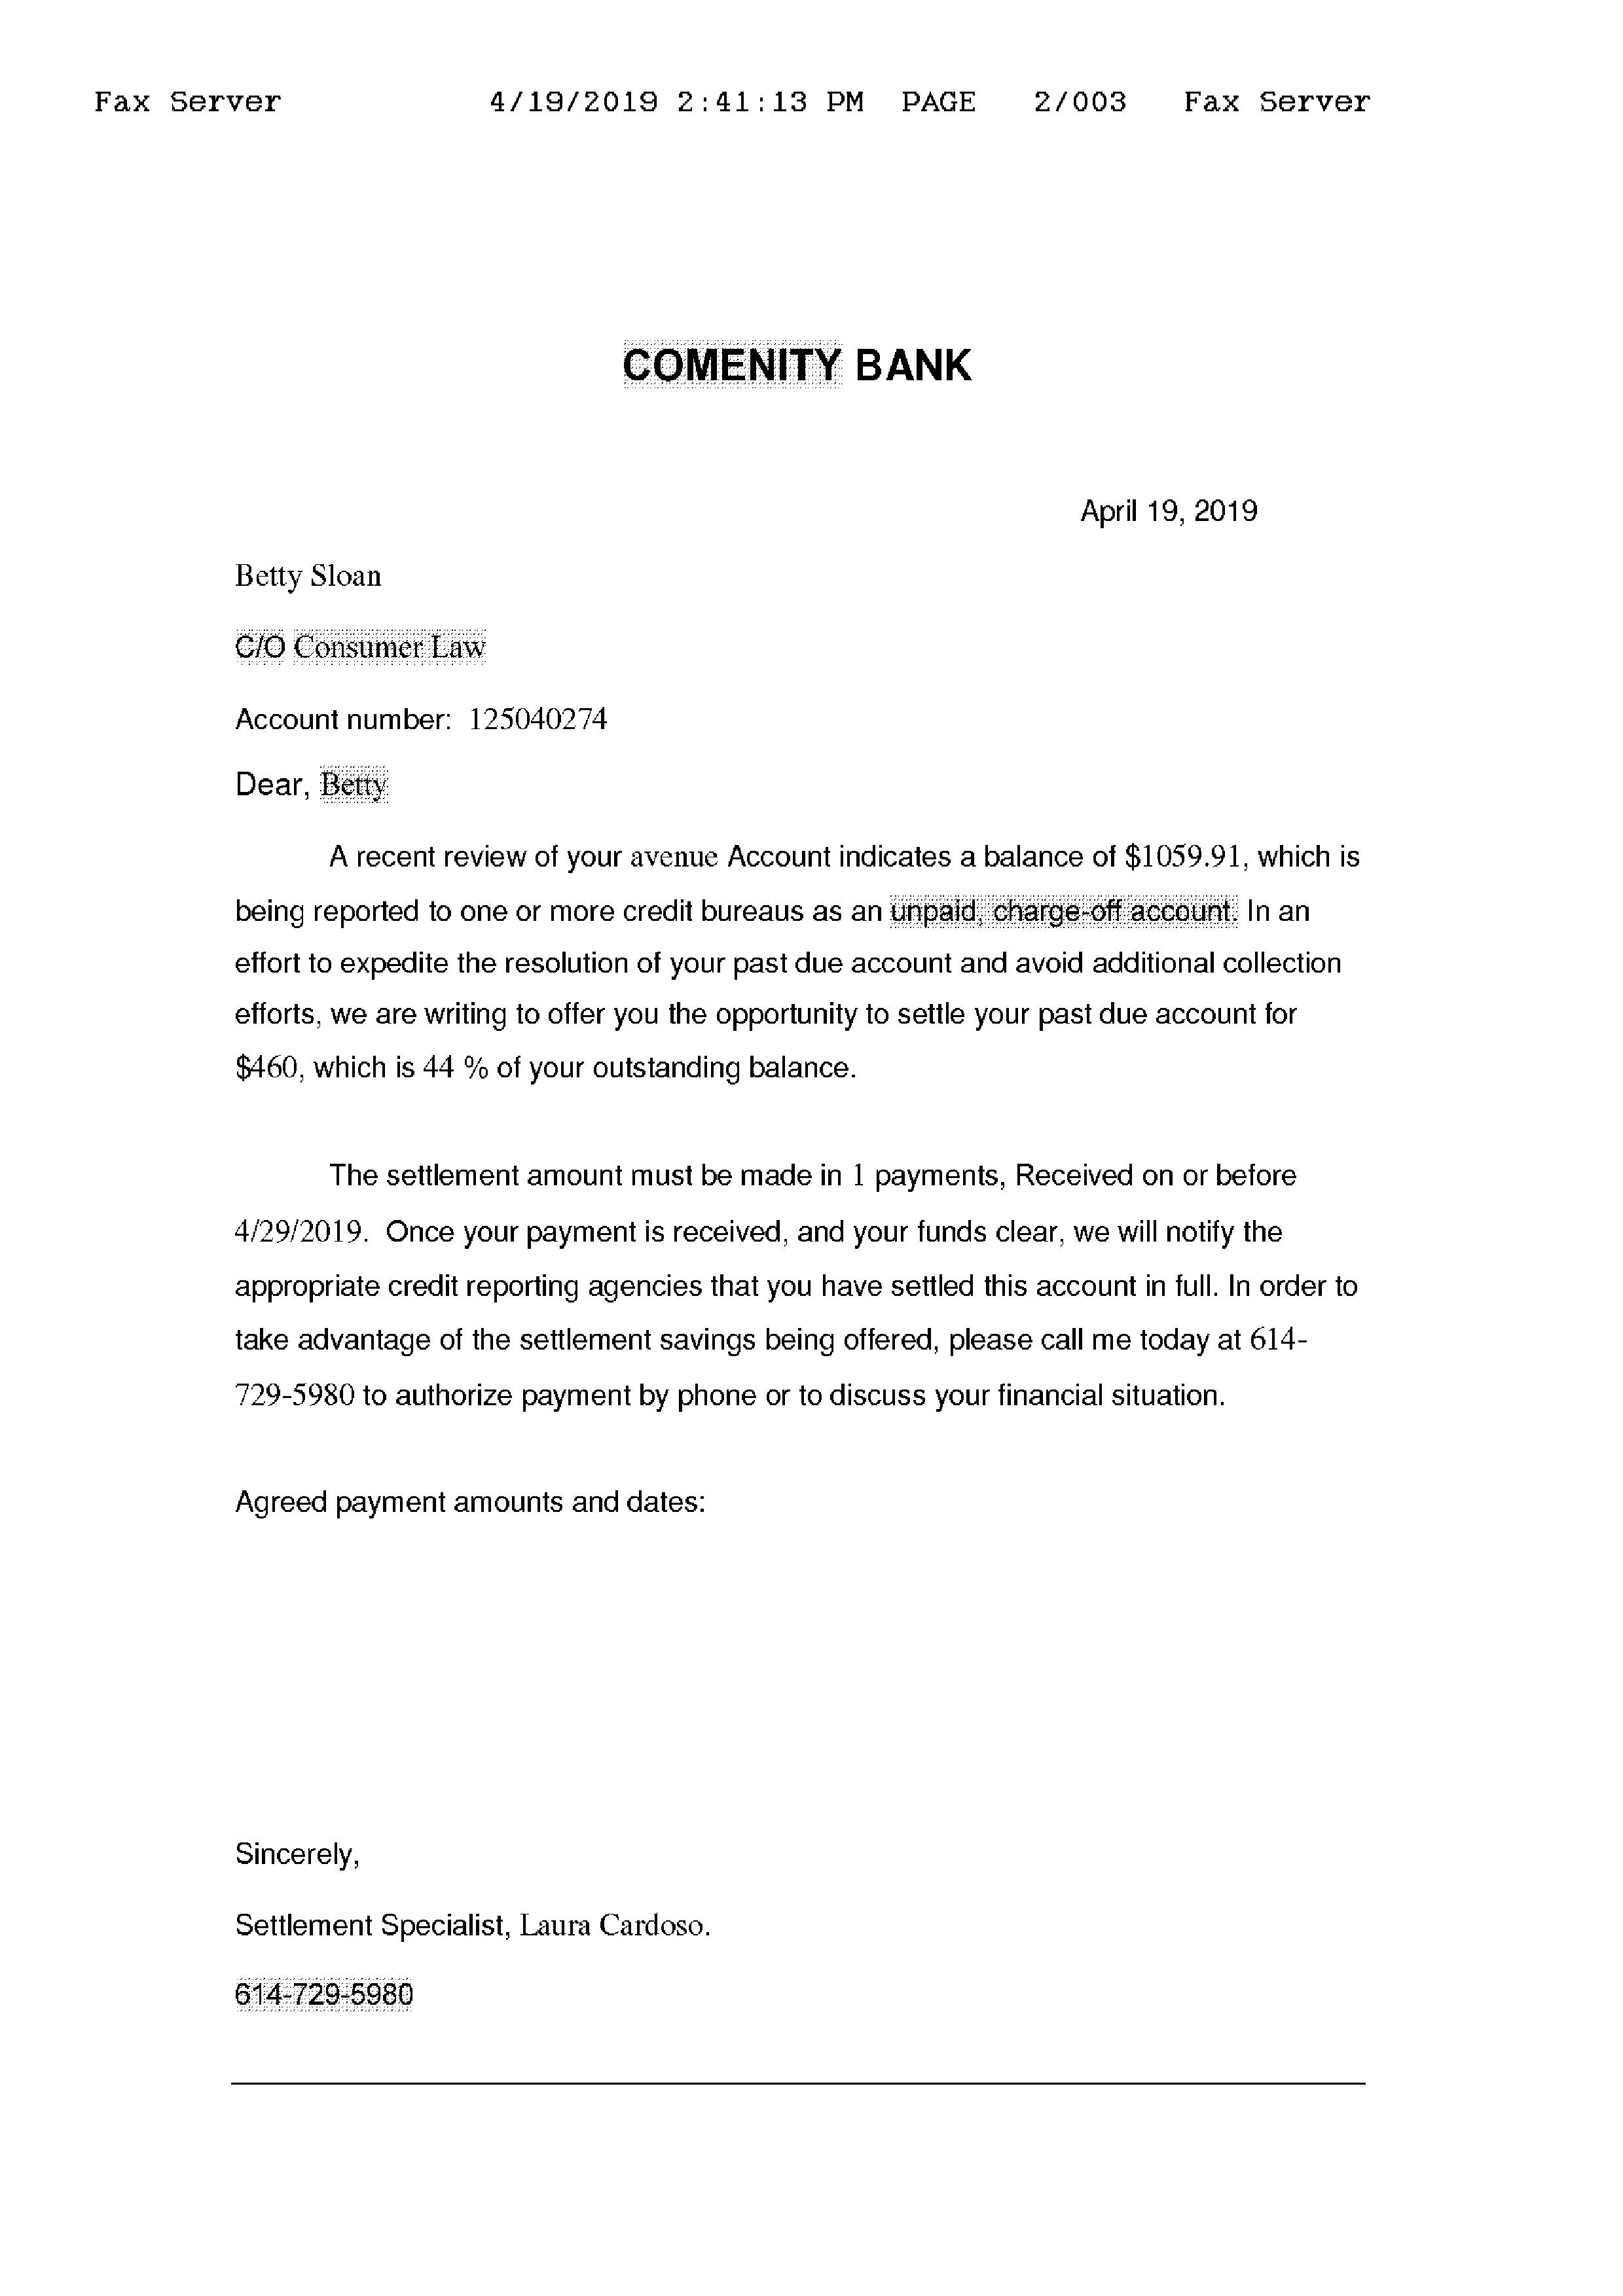 Fax Server 4/19/2019 2:41:13 PM PAGE 2/003 Fax Server
COMENITY BANK
April 19, 2019
Betty Sloan
C/O Consumer Law
Account number: 125040274
Dear, Betty
A recent review of your avenue Account indicates a balance of $1059.91, which is
being reported to one or more credit bureaus as an unpaid, charge-off account. In an
effort to expedite the resolution of your past due account and avoid additional collection
efforts, we are writing to offer you the opportunity to settle your past due account for
$460, which is 44 % of your outstanding balance.
The settlement amount must be made in 1 payments, Received on or before
4/29/2019. Once your payment is received, and your funds clear, we will notify the
appropriate credit reporting agencies that you have settled this account in full. In order to
take advantage of the settlement savings being offered, please call me today at 614-
729-5980 to authorize payment by phone or to discuss your financial situation.
Agreed payment amounts and dates:
Sincerely,
Settlement Specialist, Laura Cardoso.
614-729-5980